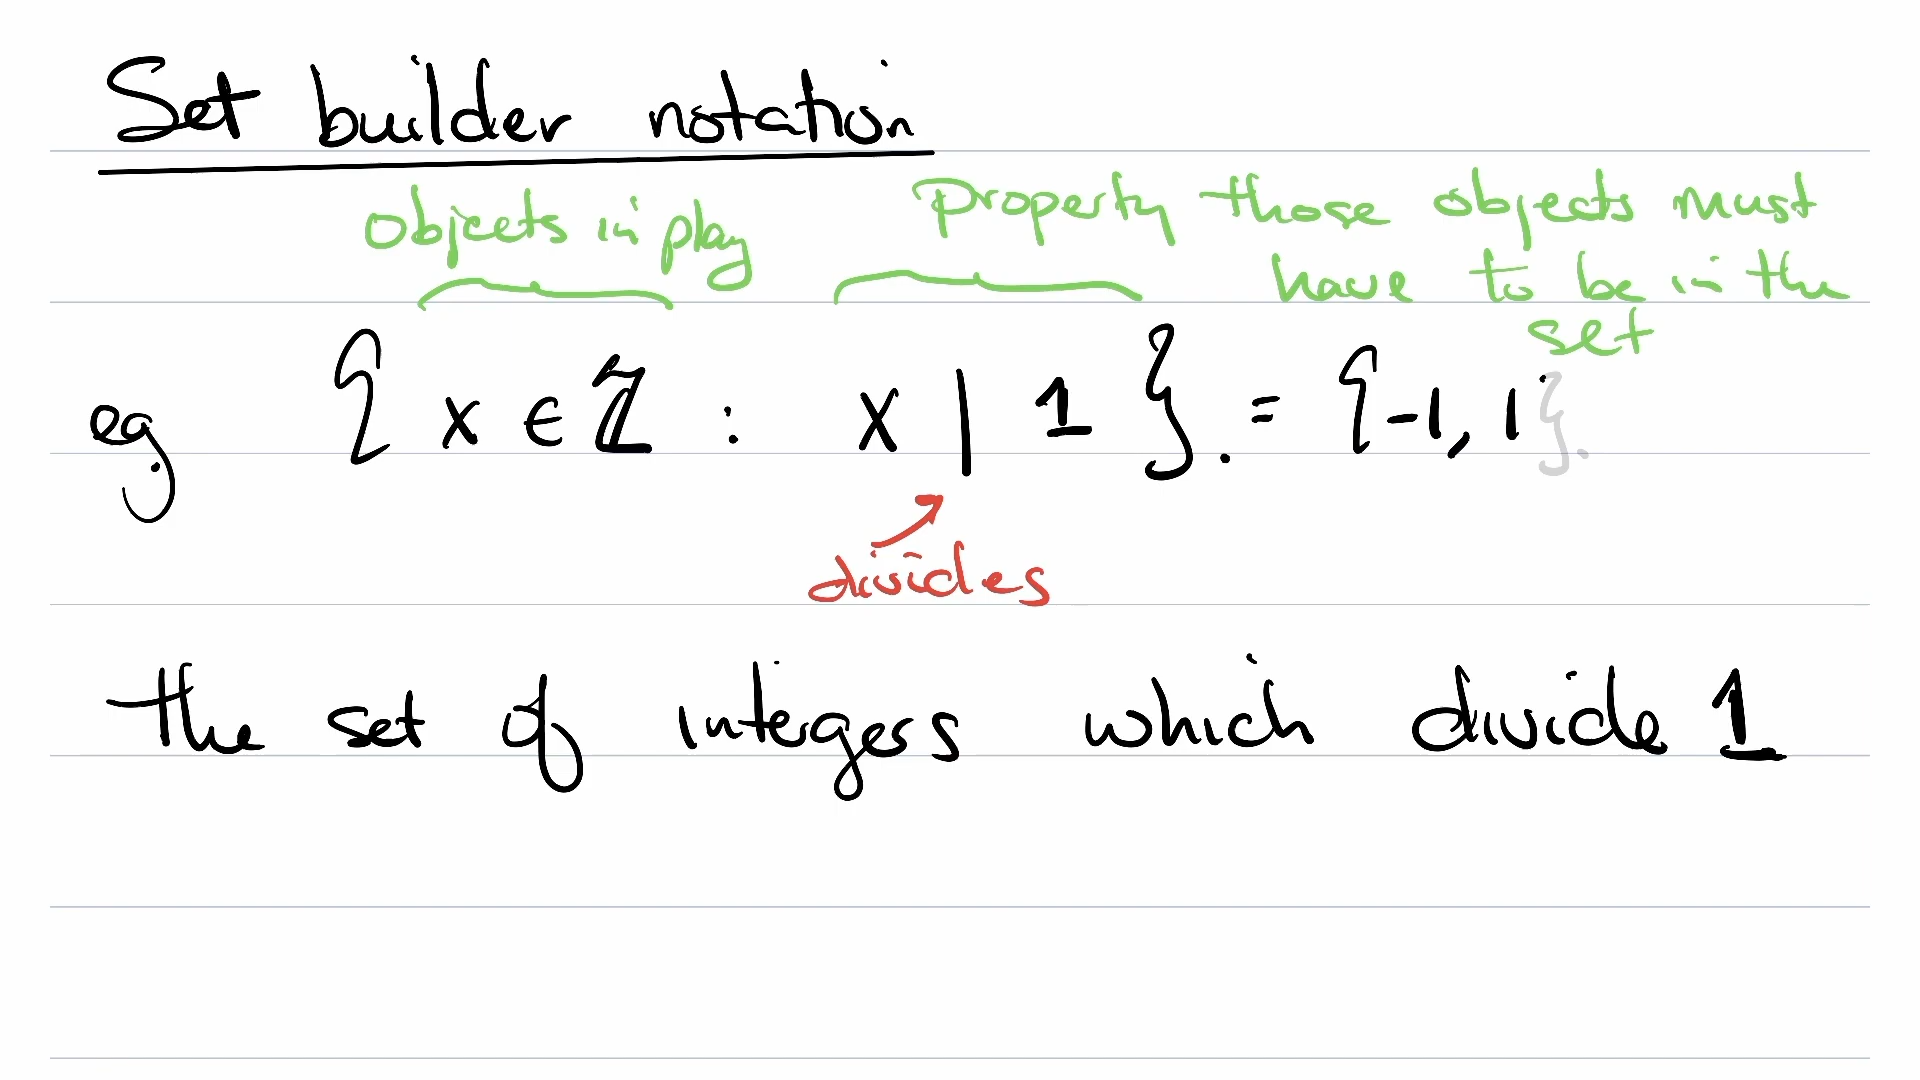 Set builder notation
Objects in play
Property those objects must
have to be in the
set
eg { x ∈ ℤ : x | 1 }. = {-1, 1}.
divides
The set of intergers which divide 1